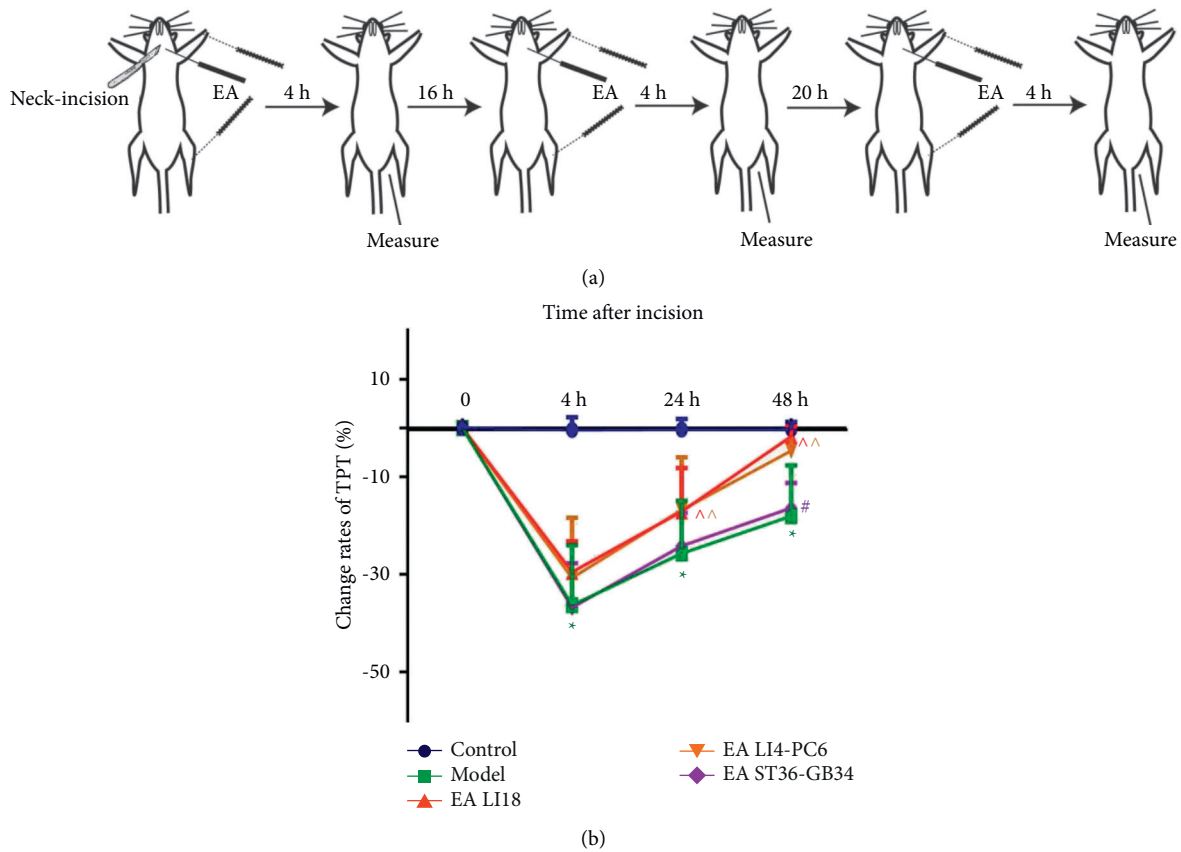 Neck-incision
EA
4 h
16 h
EA
4 h
20 h
EA
4 h
Measure
Measure
Measure
(a)
Time after incision
Change rates of TPT (%)
10
-10
-30
-50
0
4 h
24 h
48 h
^ ^
^ ^
#
*
*
*
Control
Model
EA LI18
EA LI4-PC6
EA ST36-GB34
(b)